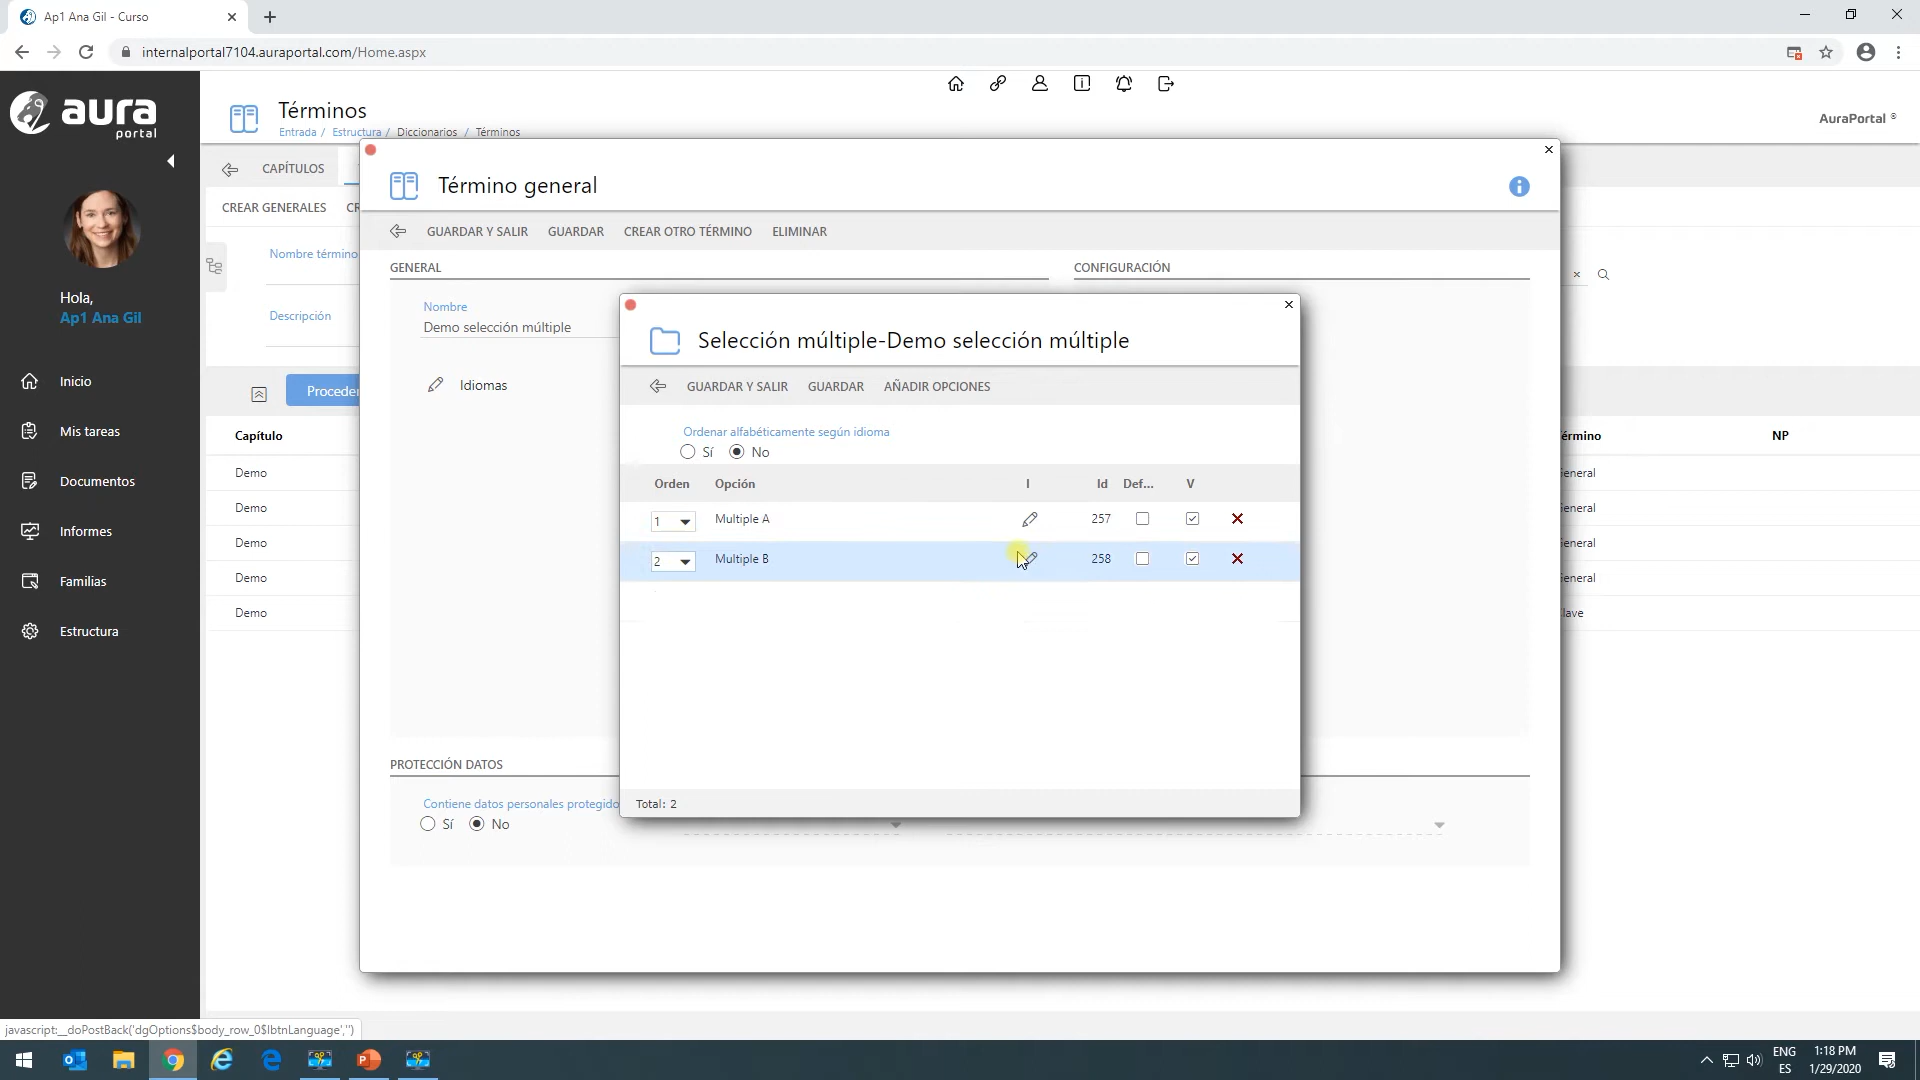 Ap1 Ana Gil - Curso
internalportal7104.auraportal.com/Home.aspx
aura
portal
Términos
Entrada / Estructura / Diccionarios / Términos
AuraPortal ®
CAPÍTULOS
CREAR GENERALES CR
Nombre término
Descripción
Proceder
Capítulo
Demo
Demo
Demo
Demo
Demo
Hola,
Ap1 Ana Gil
Inicio
Mis tareas
Documentos
Informes
Familias
Estructura
Término general
GUARDAR Y SALIR GUARDAR CREAR OTRO TÉRMINO ELIMINAR
GENERAL
CONFIGURACIÓN
Nombre
Demo selección múltiple
Idiomas
Selección múltiple-Demo selección múltiple
GUARDAR Y SALIR GUARDAR AÑADIR OPCIONES
Ordenar alfabéticamente según idioma
Sí No
Orden Opción I Id Def... V
1 Multiple A 257
2 Multiple B 258
Total: 2
PROTECCIÓN DATOS
Contiene datos personales protegido
Sí No
érmino NP
eneral
eneral
eneral
eneral
lave
javascript:__doPostBack('dgOptions$body_row_0$lbtnLanguage','')
ENG
ES
1:18 PM
1/29/2020